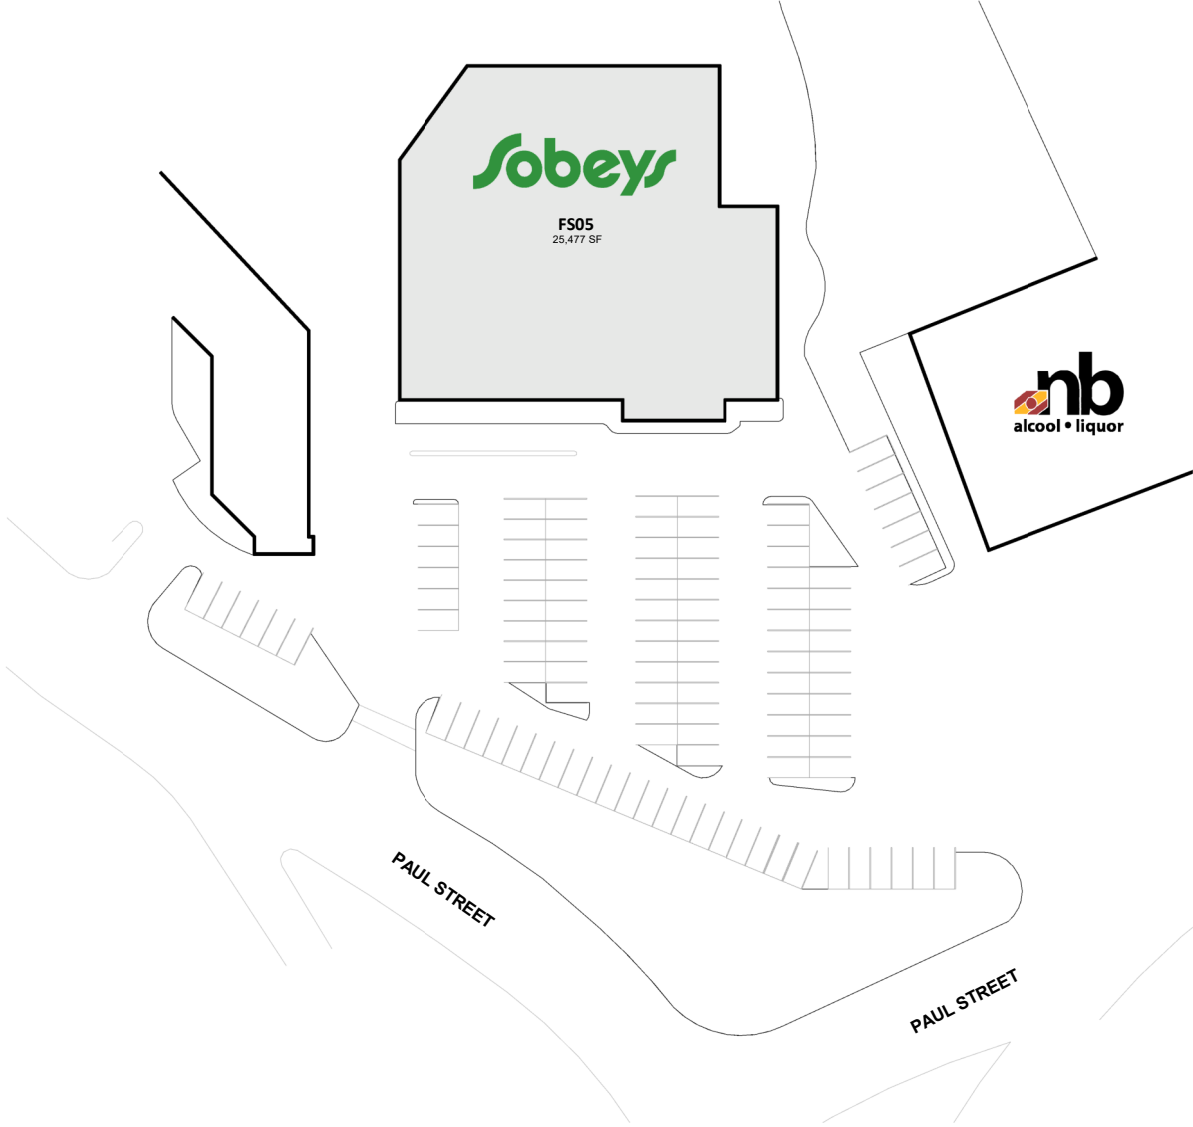 Sobeys
FS05
25,477 SF
nb
alcool • liquor
PAUL STREET
PAUL STREET